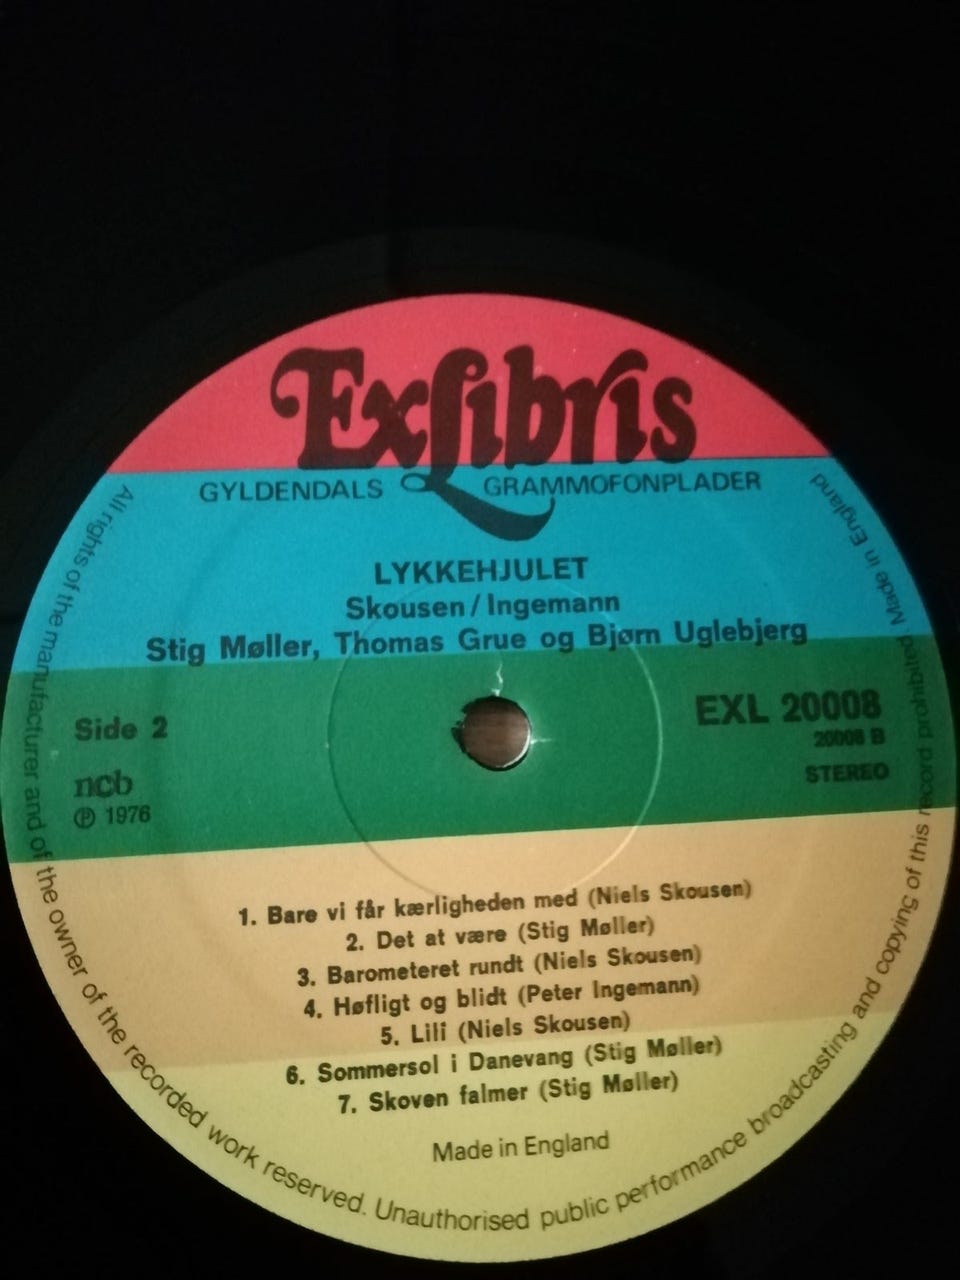 ExLibris
GYLDENDALS GRAMMOFONPLADER
LYKKEHJULET
Skousen/Ingemann
Stig Møller, Thomas Grue og Bjørn Uglebjerg
Side 2
EXL 20008
20008 B
ncb
STEREO
℗ 1976
1. Bare vi får kærligheden med (Niels Skousen)
2. Det at være (Stig Møller)
3. Barometeret rundt (Niels Skousen)
4. Høfligt og blidt (Peter Ingemann)
5. Lili (Niels Skousen)
6. Sommersol i Danevang (Stig Møller)
7. Skoven falmer (Stig Møller)
Made in England
All rights of the manufacturer and of the owner of the recorded work reserved. Unauthorised public performance broadcasting and copying of this record prohibited Made in England